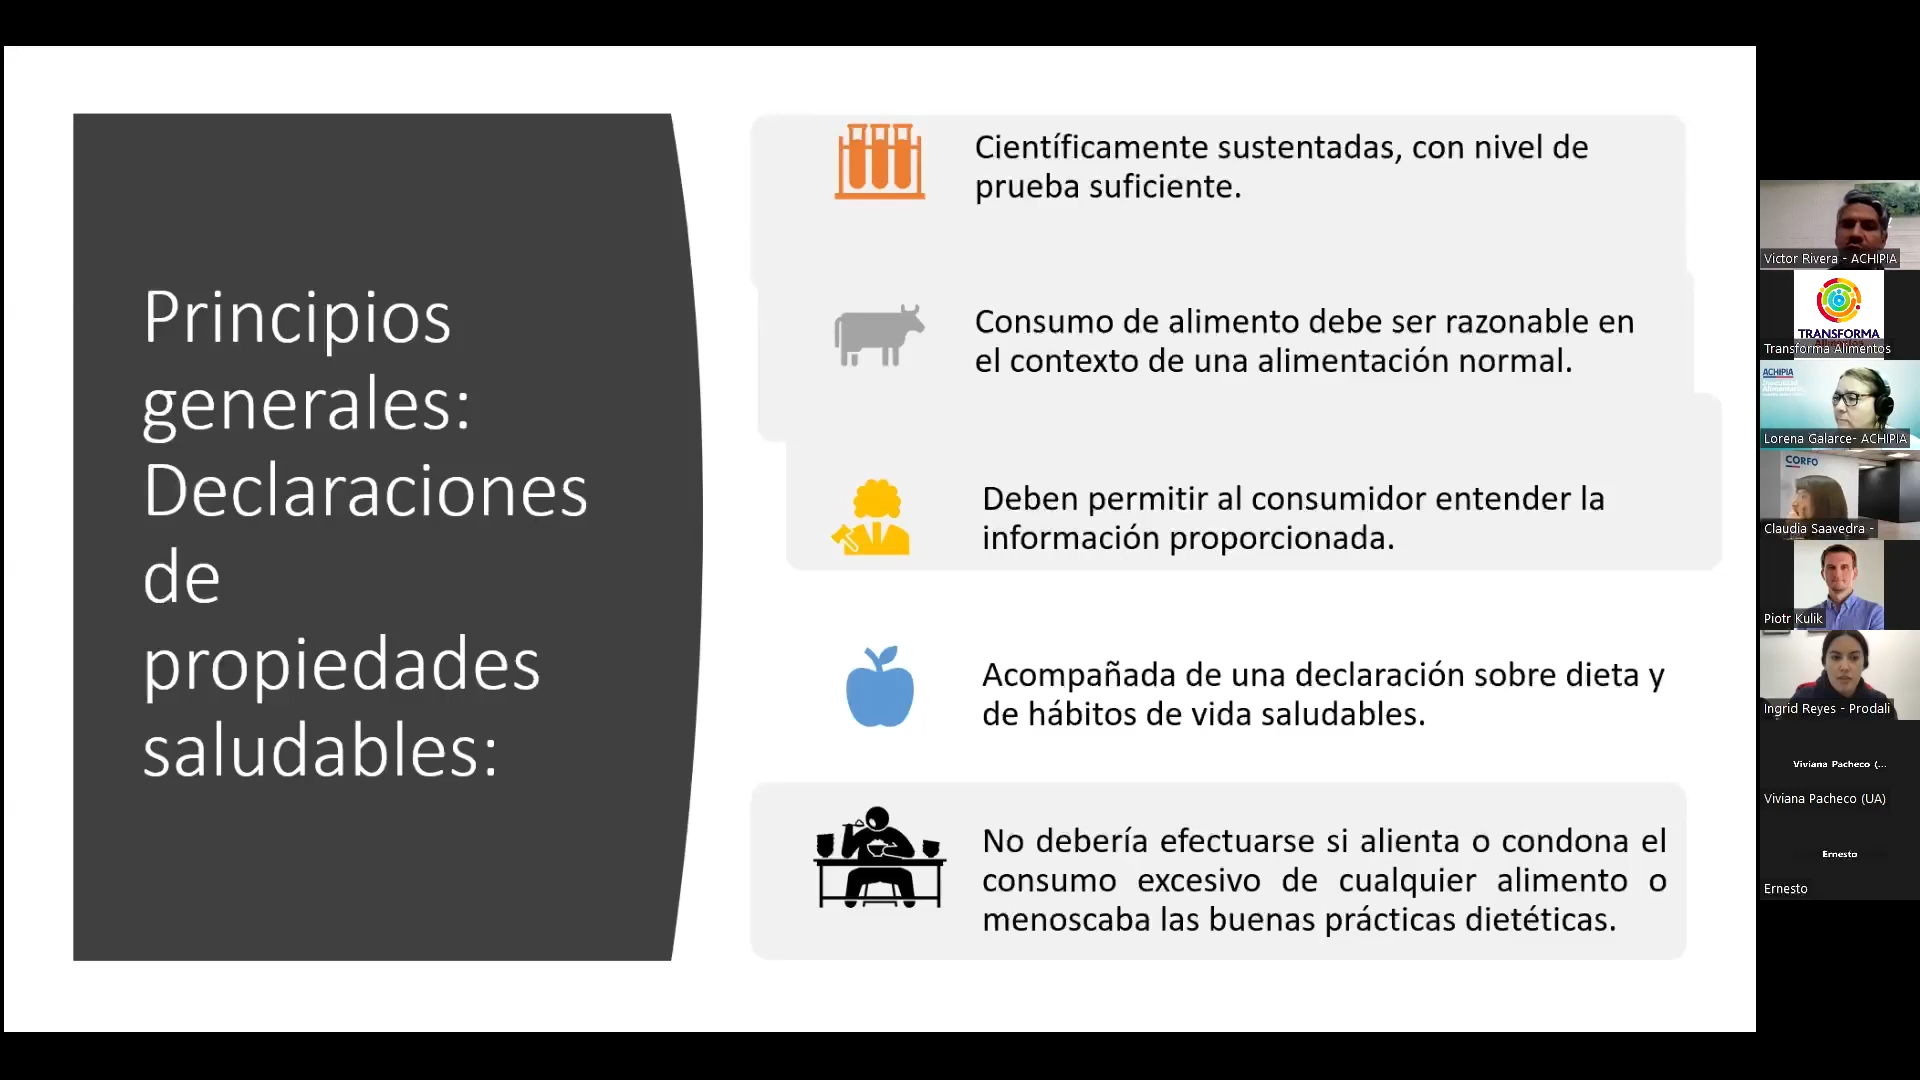 Principios
generales:
Declaraciones
de
propiedades
saludables:
Científicamente sustentadas, con nivel de
prueba suficiente.
Consumo de alimento debe ser razonable en
el contexto de una alimentación normal.
Deben permitir al consumidor entender la
información proporcionada.
Acompañada de una declaración sobre dieta y
de hábitos de vida saludables.
No debería efectuarse si alienta o condona el
consumo excesivo de cualquier alimento o
menoscaba las buenas prácticas dietéticas.
Victor Rivera - ACHIPIA
TRANSFORMA
Transforma Alimentos
ACHIPIA
Lorena Galarce- ACHIPIA
CORFO
Claudia Saavedra -
Piotr Kulik
Ingrid Reyes - Prodali
Viviana Pacheco (...
Viviana Pacheco (UA)
Ernesto
Ernesto